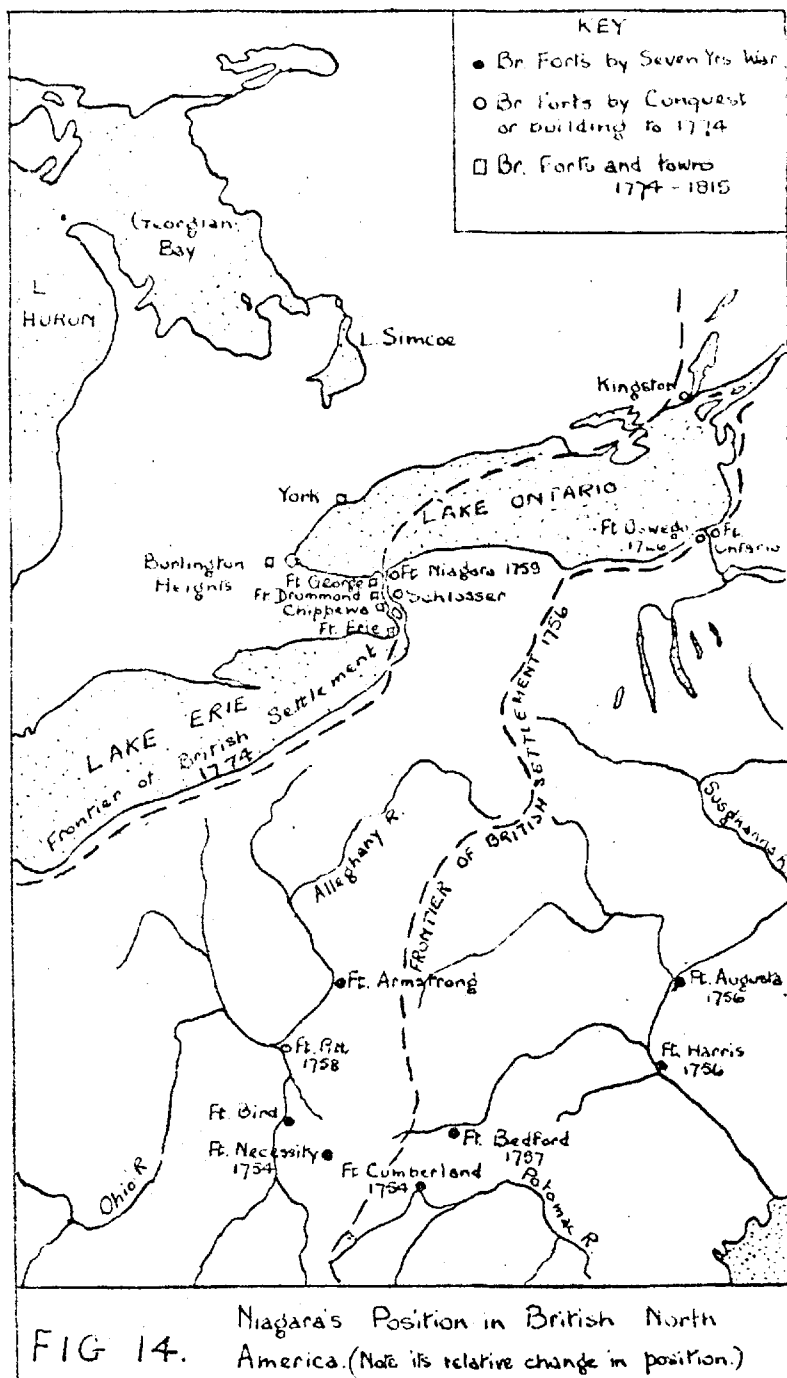 KEY
Br. Forts by Seven Yrs War
Br Forts by Conquest
or building to 1774
Br. Forts and towns
1774 - 1815
Georgian
Bay
L
HURON
L. Simcoe
Kingston
York
LAKE ONTARIO
Ft Oswego
Ft.
Ontario
Burlington
Heights
Ft George
Ft Niagara 1759
Ft. Drummond
Schlosser
Chippewa
Ft. Erie
LAKE ERIE
Frontier of British Settlement
1774
FRONTIER OF BRITISH SETTLEMENT 1756
Alleghany R.
Ft. Armstrong
Ft. Augusta
1756
Ft. Pitt
1758
Ft. Harris
1756
Ft. Bird
Ft. Necessity
1754
Ft. Bedford
1757
Ft Cumberland
1754
Ohio R
Potomac R.
FIG 14.
Niagara's Position in British North
America. (Note its relative change in position.)